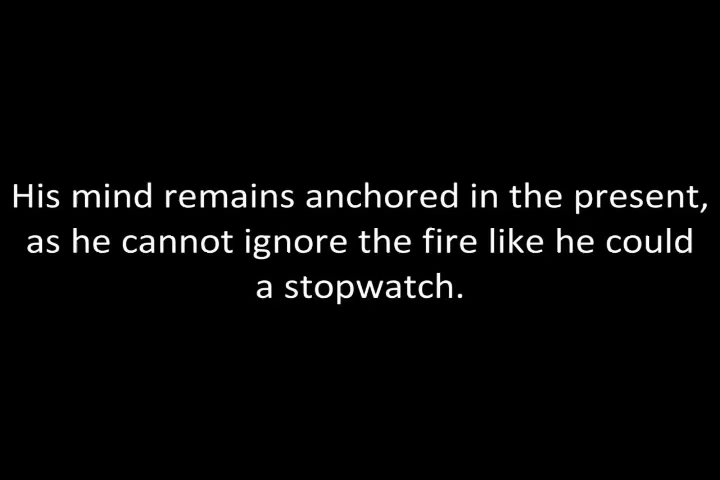 His mind remains anchored in the present,
as he cannot ignore the fire like he could
a stopwatch.